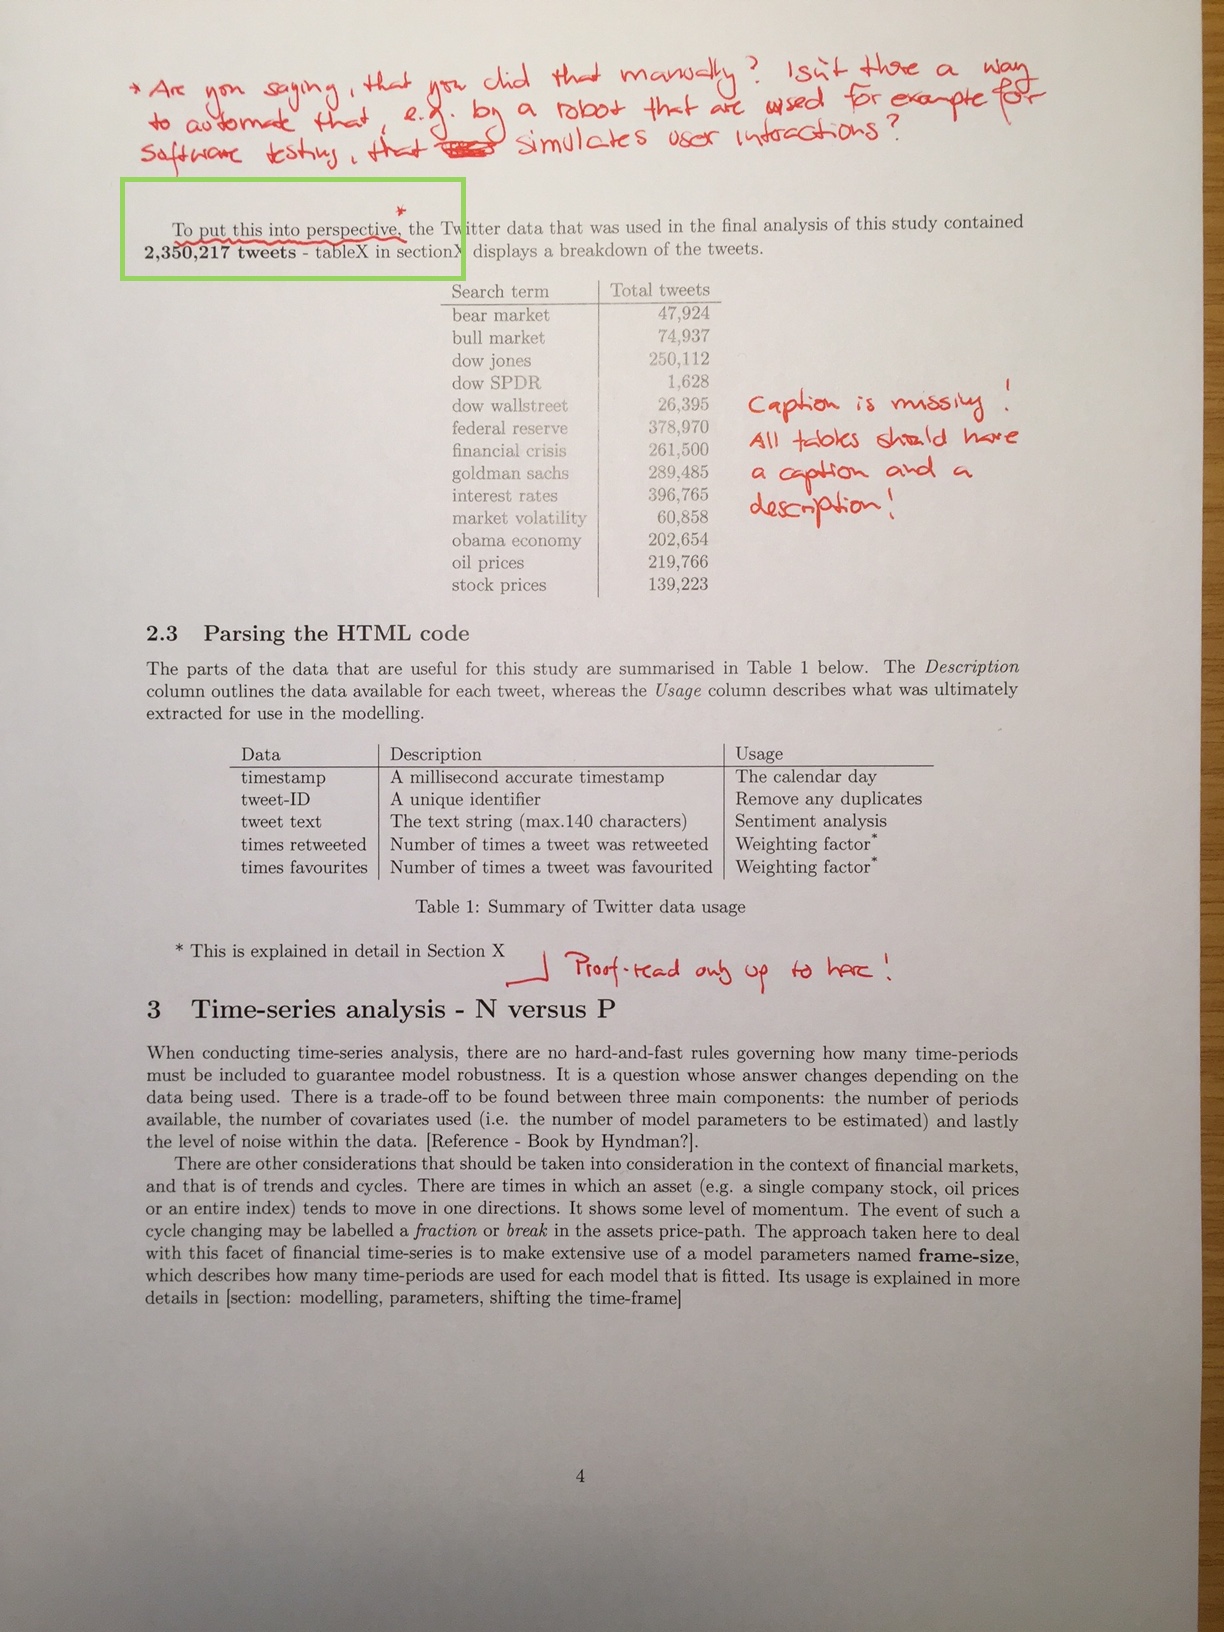 * Are you saying, that you did that manually? Isn't there a way
to automate that, e.g. by a robot that are used for example for
software testing, that simulates user interactions?
*
To put this into perspective, the Twitter data that was used in the final analysis of this study contained
2,350,217 tweets - tableX in sectionX displays a breakdown of the tweets.
Search term Total tweets
bear market 47,924
bull market 74,937
dow jones 250,112
dow SPDR 1,628
dow wallstreet 26,395
federal reserve 378,970
financial crisis 261,500
goldman sachs 289,485
interest rates 396,765
market volatility 60,858
obama economy 202,654
oil prices 219,766
stock prices 139,223
Caption is missing!
All tables should have
a caption and a
description!
2.3 Parsing the HTML code
The parts of the data that are useful for this study are summarised in Table 1 below. The Description
column outlines the data available for each tweet, whereas the Usage column describes what was ultimately
extracted for use in the modelling.
Data Description Usage
timestamp A millisecond accurate timestamp The calendar day
tweet-ID A unique identifier Remove any duplicates
tweet text The text string (max.140 characters) Sentiment analysis
times retweeted Number of times a tweet was retweeted Weighting factor*
times favourites Number of times a tweet was favourited Weighting factor*
Table 1: Summary of Twitter data usage
* This is explained in detail in Section X
Proof-read only up to here!
3 Time-series analysis - N versus P
When conducting time-series analysis, there are no hard-and-fast rules governing how many time-periods
must be included to guarantee model robustness. It is a question whose answer changes depending on the
data being used. There is a trade-off to be found between three main components: the number of periods
available, the number of covariates used (i.e. the number of model parameters to be estimated) and lastly
the level of noise within the data. [Reference - Book by Hyndman?].
There are other considerations that should be taken into consideration in the context of financial markets,
and that is of trends and cycles. There are times in which an asset (e.g. a single company stock, oil prices
or an entire index) tends to move in one directions. It shows some level of momentum. The event of such a
cycle changing may be labelled a fraction or break in the assets price-path. The approach taken here to deal
with this facet of financial time-series is to make extensive use of a model parameters named frame-size,
which describes how many time-periods are used for each model that is fitted. Its usage is explained in more
details in [section: modelling, parameters, shifting the time-frame]
4